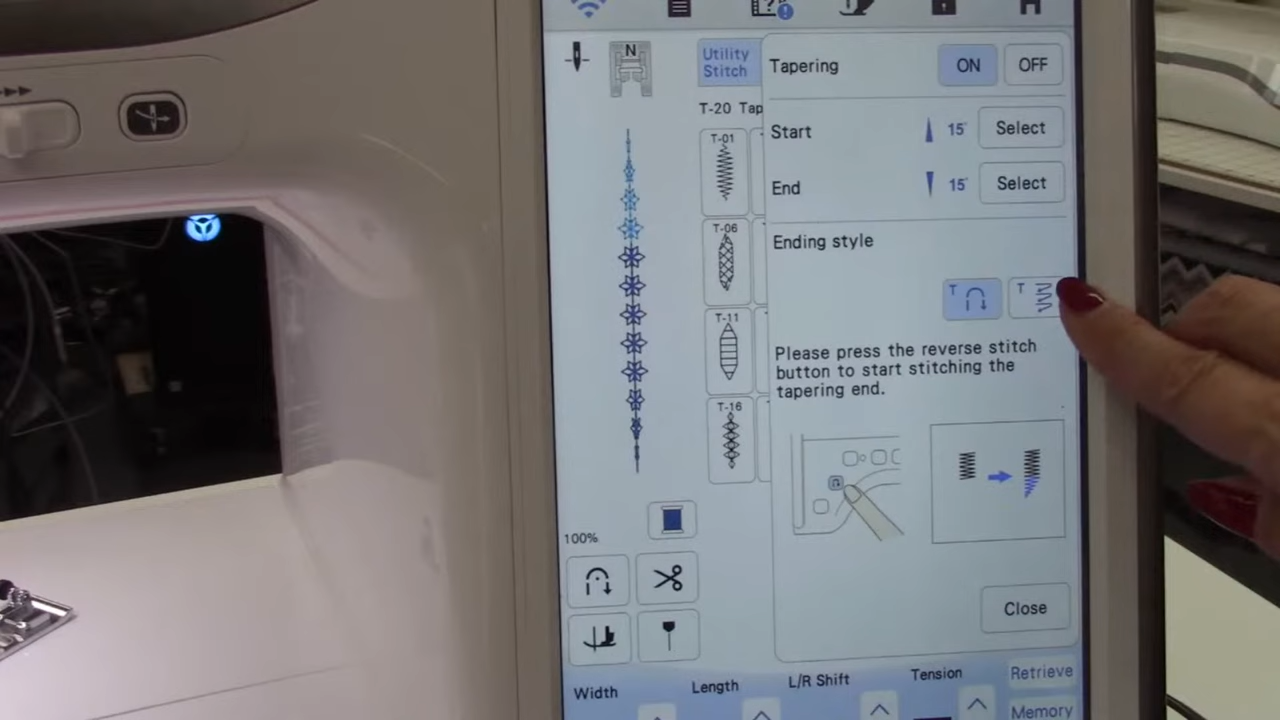 N
Utility
Stitch
T-20 Tap
T-01
T-06
T-11
T-16
100%
Tapering
ON
OFF
Start
15°
Select
End
15°
Select
Ending style
T
T
Please press the reverse stitch
button to start stitching the
tapering end.
Close
Width
Length
L/R Shift
Tension
Retrieve
Memory